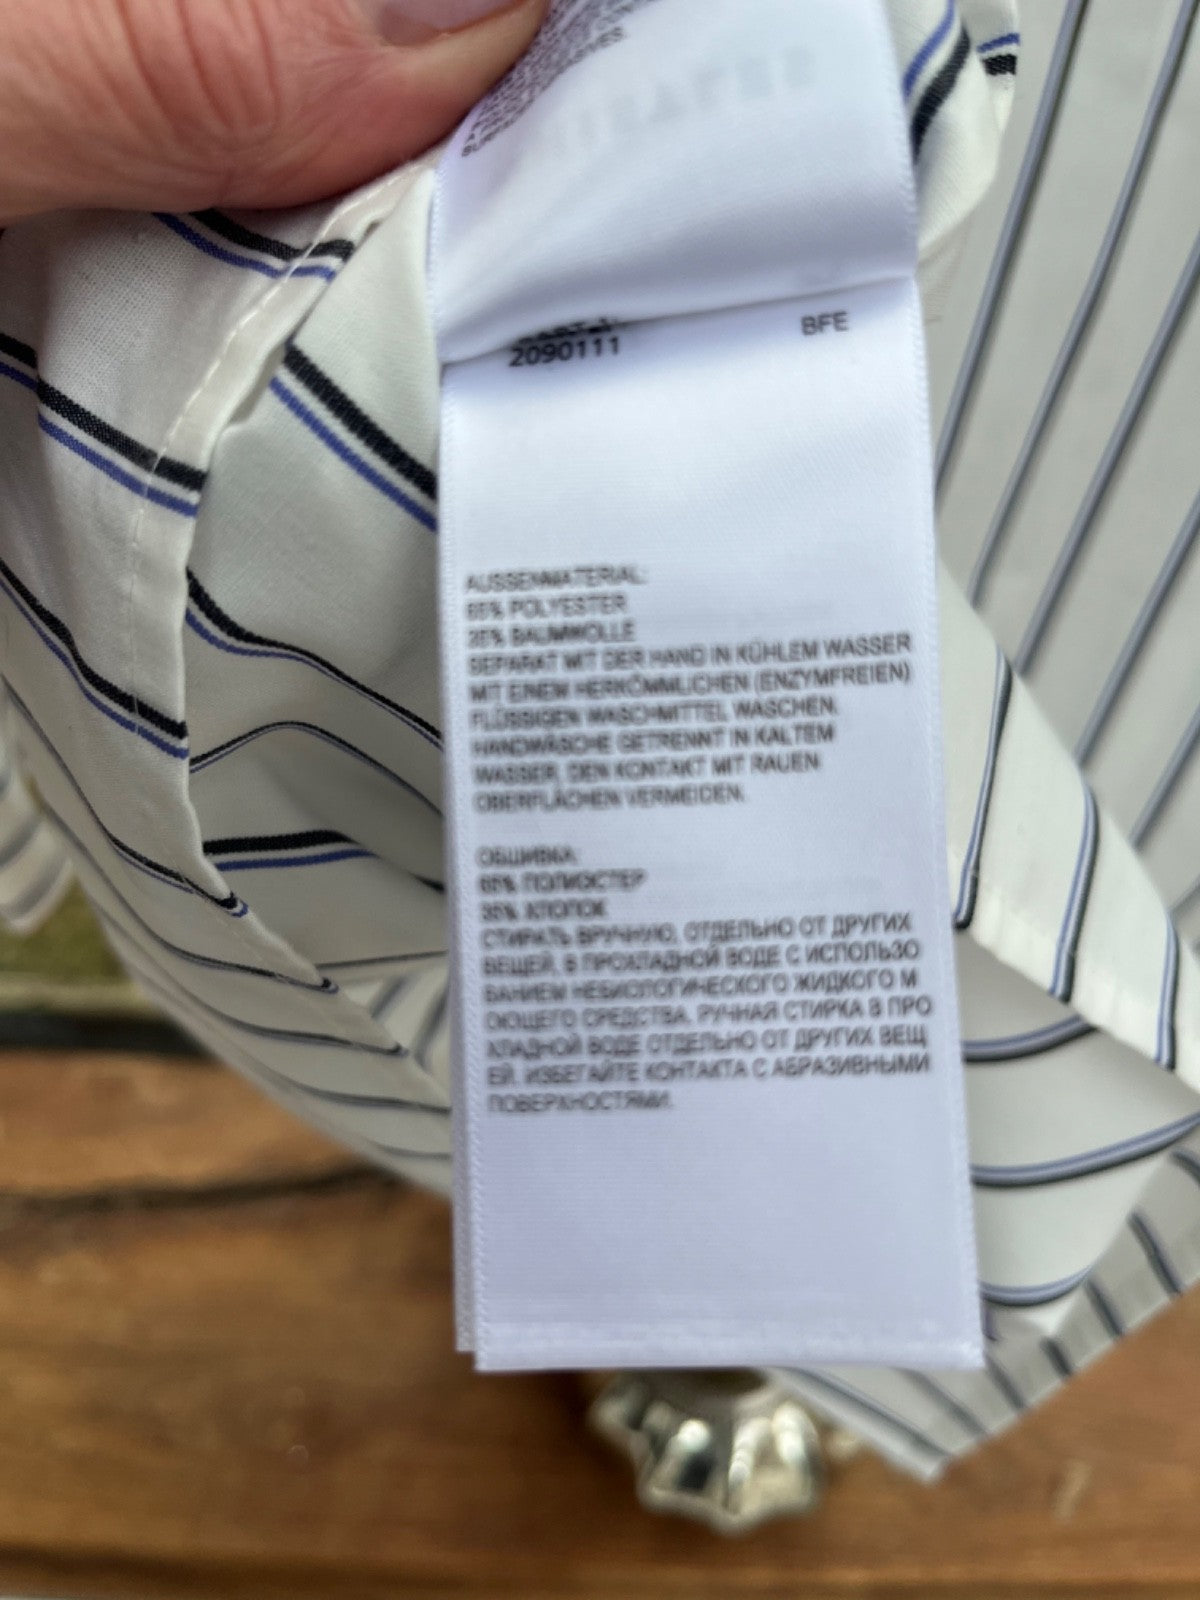 2090111
BFE
AUSSENMATERIAL:
65% POLYESTER
35% BAUMWOLLE
SEPARAT MIT DER HAND IN KÜHLEM WASSER
MIT EINEM HERKÖMMLICHEN (ENZYMFREIEN)
FLÜSSIGEN WASCHMITTEL WASCHEN.
HANDWÄSCHE GETRENNT IN KALTEM
WASSER, DEN KONTAKT MIT RAUEN
OBERFLÄCHEN VERMEIDEN.
ОБШИВКА:
65% ПОЛИЭСТЕР
35% ХЛОПОК
СТИРАТЬ ВРУЧНУЮ, ОТДЕЛЬНО ОТ ДРУГИХ
ВЕЩЕЙ, В ПРОХЛАДНОЙ ВОДЕ С ИСПОЛЬЗО
ВАНИЕМ НЕБИОЛОГИЧЕСКОГО ЖИДКОГО М
ОЮЩЕГО СРЕДСТВА. РУЧНАЯ СТИРКА В ПРО
ХЛАДНОЙ ВОДЕ ОТДЕЛЬНО ОТ ДРУГИХ ВЕЩ
ЕЙ. ИЗБЕГАЙТЕ КОНТАКТА С АБРАЗИВНЫМИ
ПОВЕРХНОСТЯМИ.